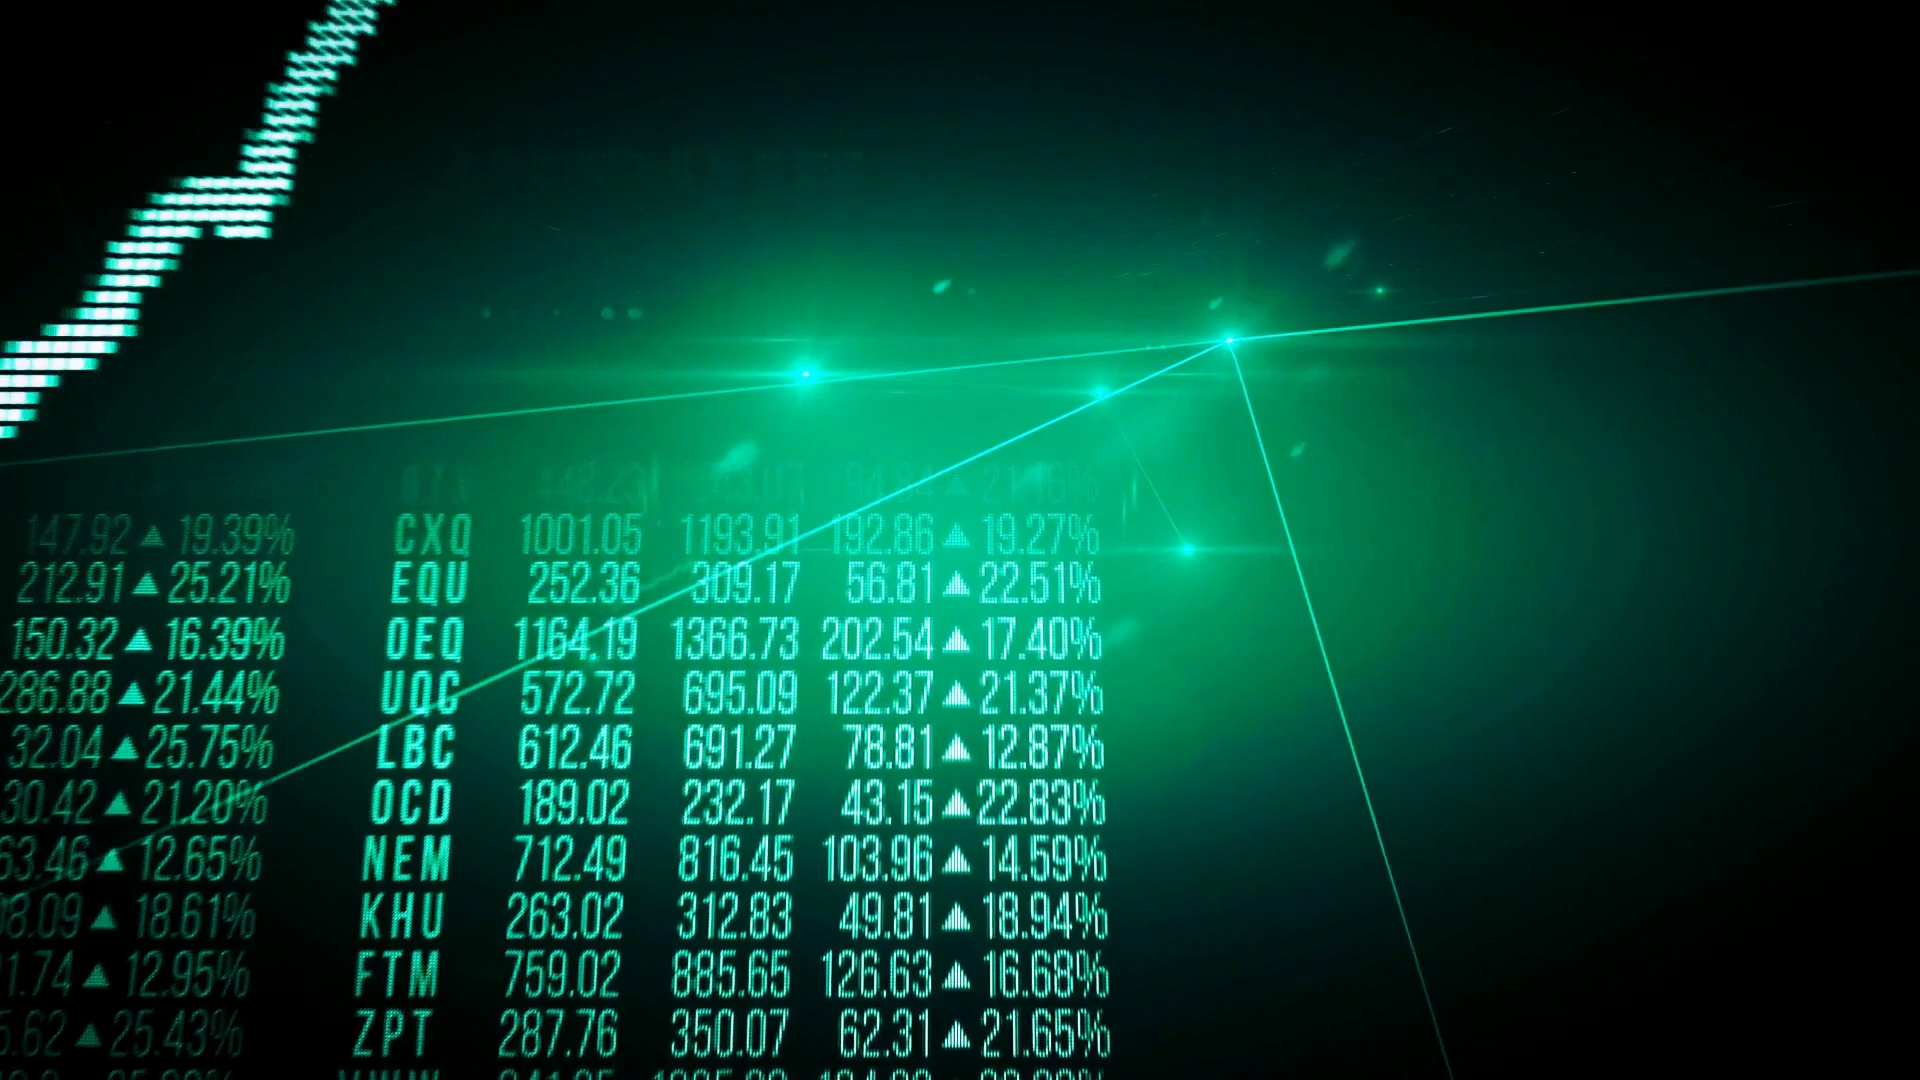 147.92 ▲ 19.39% CXQ 1001.05 1193.91 192.86 ▲ 19.27%
212.91 ▲ 25.21% EQU 252.36 309.17 56.81 ▲ 22.51%
150.32 ▲ 16.39% OEQ 1164.19 1366.73 202.54 ▲ 17.40%
286.88 ▲ 21.44% UQC 572.72 695.09 122.37 ▲ 21.37%
32.04 ▲ 25.75% LBC 612.46 691.27 78.81 ▲ 12.87%
30.42 ▲ 21.20% OCD 189.02 232.17 43.15 ▲ 22.83%
63.46 ▲ 12.65% NEM 712.49 816.45 103.96 ▲ 14.59%
▲ 18.61% KHU 263.02 312.83 49.81 ▲ 18.94%
▲ 12.95% FTM 759.02 885.65 126.63 ▲ 16.68%
▲ 25.43% ZPT 287.76 350.07 62.31 ▲ 21.65%